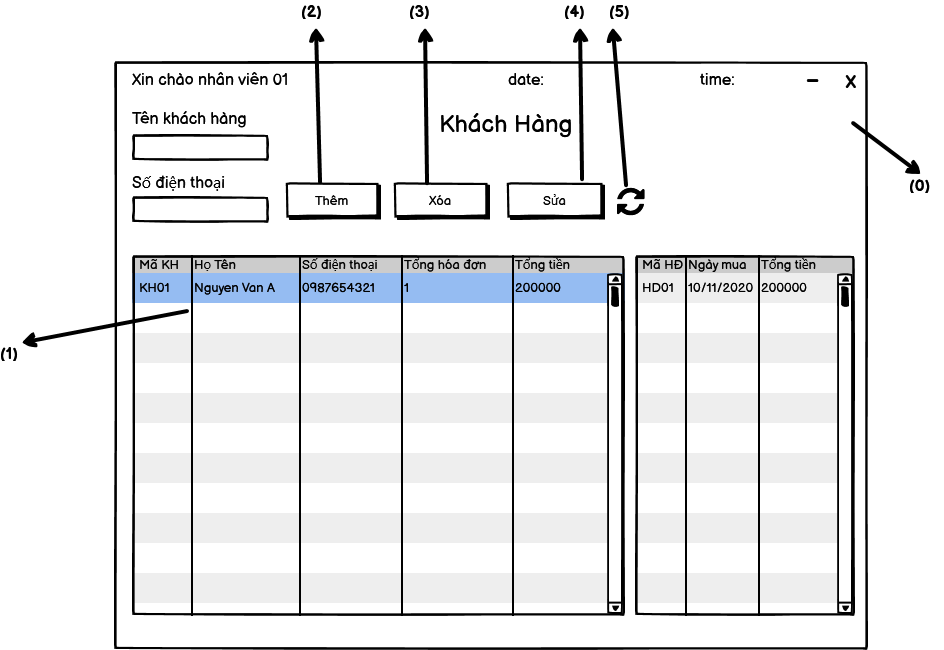 (2) (3) (4) (5)
Xin chào nhân viên 01 date: time: – X
Tên khách hàng
Khách Hàng
(0)
Số điện thoại
Thêm Xóa Sửa
Mã KH Họ Tên Số điện thoại Tổng hóa đơn Tổng tiền
Mã HĐ Ngày mua Tổng tiền
KH01 Nguyen Van A 0987654321 1 200000
HD01 10/11/2020 200000
(1)